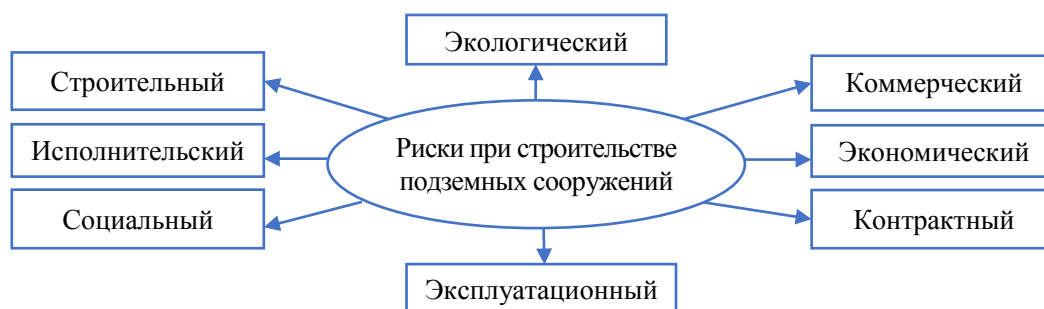 Экологический
Строительный
Коммерческий
Исполнительский
Риски при строительстве
подземных сооружений
Экономический
Социальный
Контрактный
Эксплуатационный